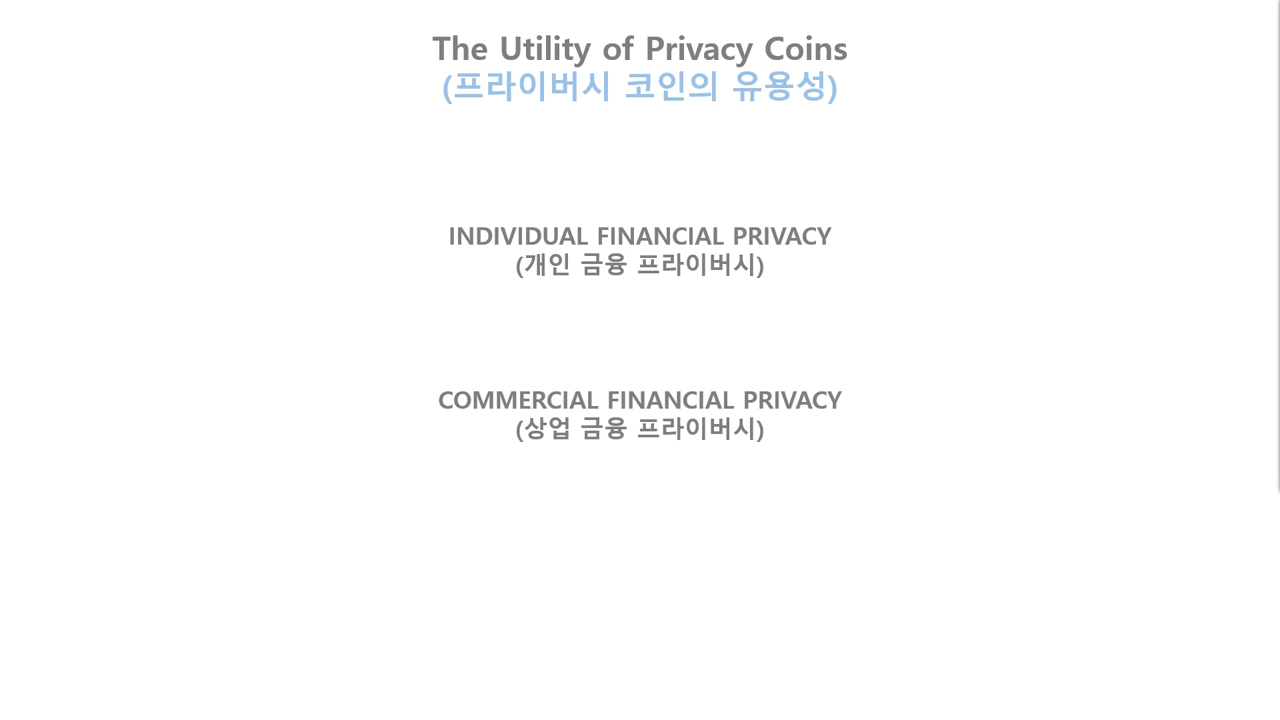 The Utility of Privacy Coins
(프라이버시 코인의 유용성)
INDIVIDUAL FINANCIAL PRIVACY
(개인 금융 프라이버시)
COMMERCIAL FINANCIAL PRIVACY
(상업 금융 프라이버시)